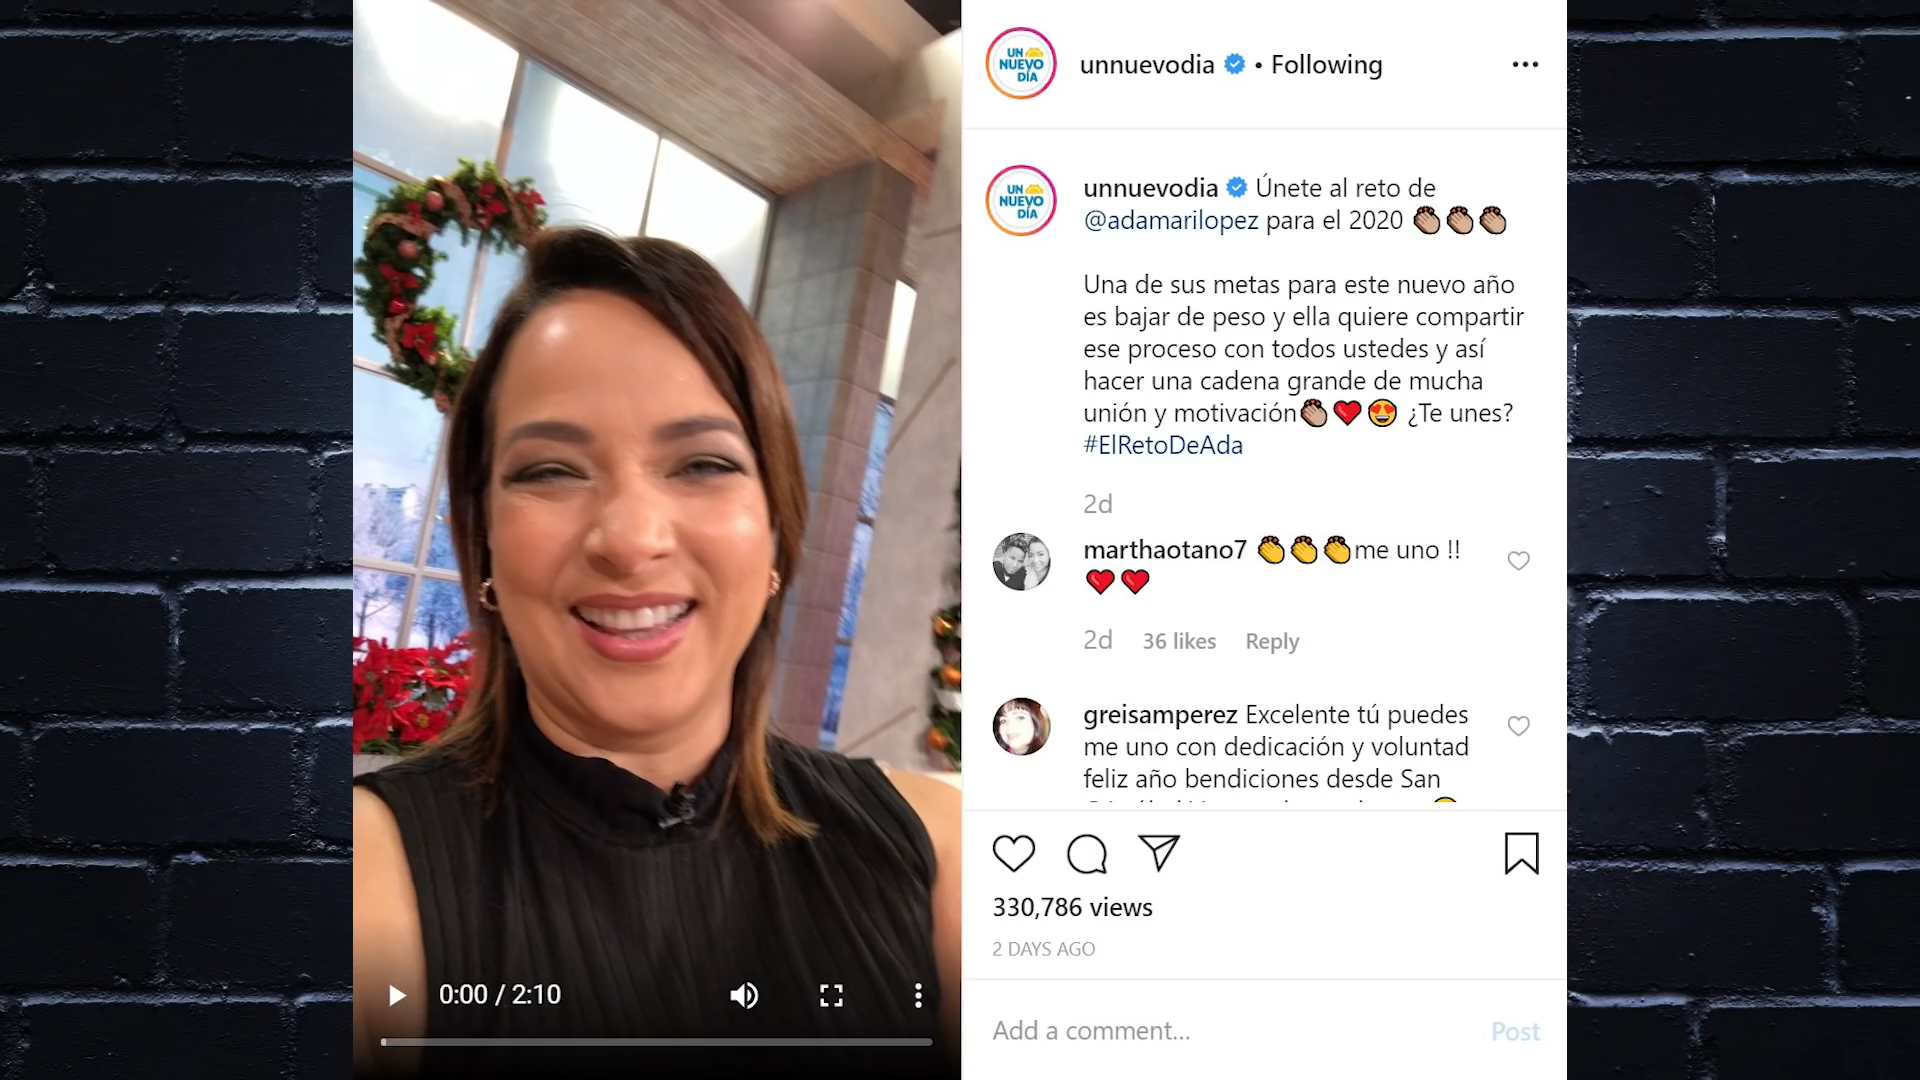 UN
NUEVO
DÍA
unnuevodia • Following
UN
NUEVO
DÍA
unnuevodia Únete al reto de
@adamarilopez para el 2020 👏🏽👏🏽👏🏽
Una de sus metas para este nuevo año
es bajar de peso y ella quiere compartir
ese proceso con todos ustedes y así
hacer una cadena grande de mucha
unión y motivación👏🏽❤️😍 ¿Te unes?
#ElRetoDeAda
2d
marthaotano7 👏👏👏me uno !!
❤️❤️
2d 36 likes Reply
greisamperez Excelente tú puedes
me uno con dedicación y voluntad
feliz año bendiciones desde San
330,786 views
2 DAYS AGO
Add a comment... Post
0:00 / 2:10